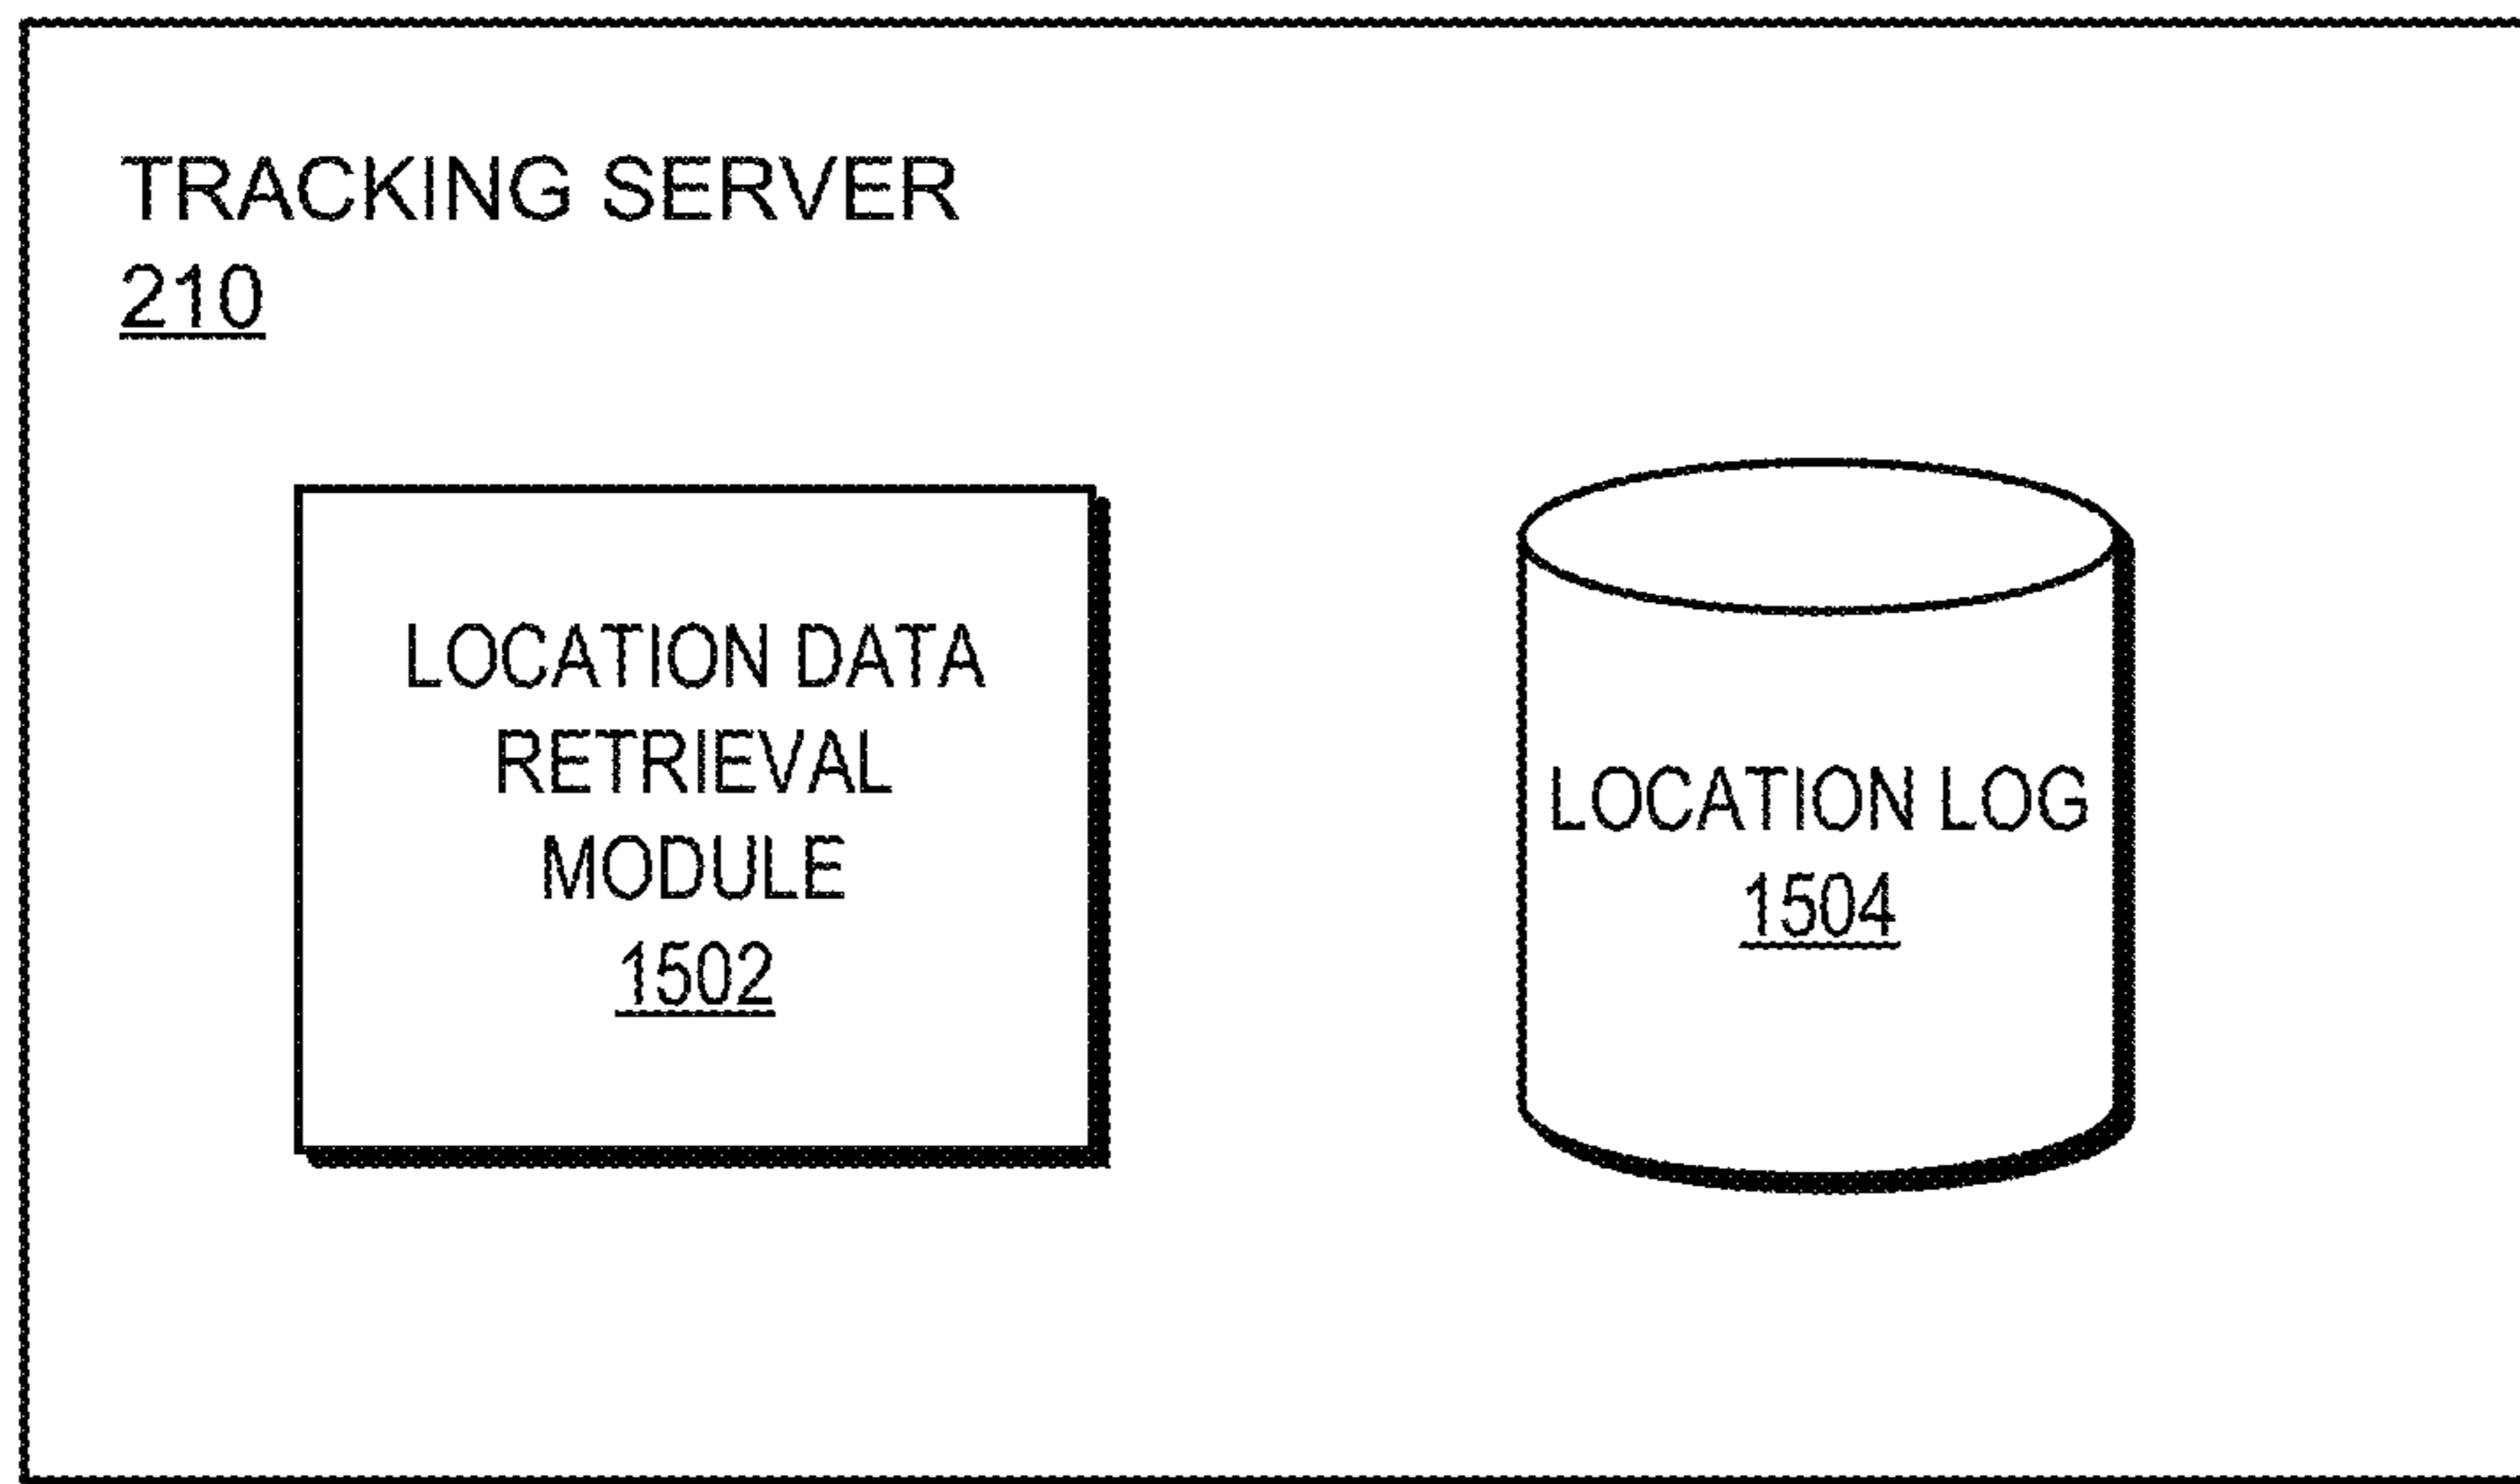 TRACKING SERVER
210
LOCATION DATA
RETRIEVAL
MODULE
1502
LOCATION LOG
1504